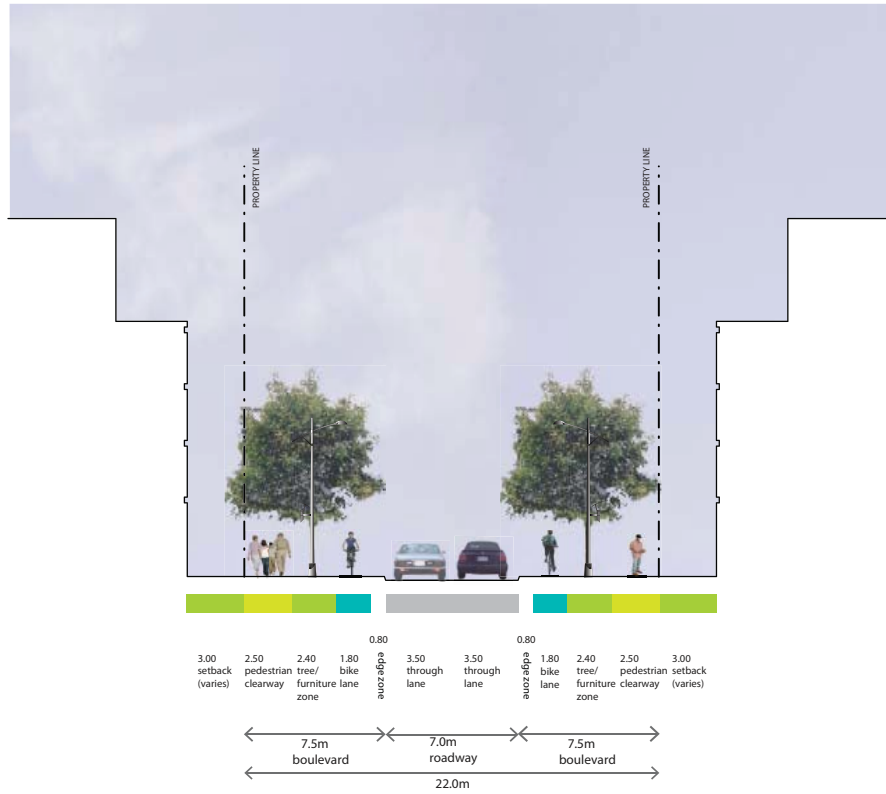 PROPERTY LINE
PROPERTY LINE
3.00
setback
(varies)
2.50
pedestrian
clearway
2.40
tree/
furniture
zone
1.80
bike
lane
0.80
edge zone
3.50
through
lane
3.50
through
lane
0.80
edge zone
1.80
bike
lane
2.40
tree/
furniture
zone
2.50
pedestrian
clearway
3.00
setback
(varies)
7.5m
boulevard
7.0m
roadway
7.5m
boulevard
22.0m